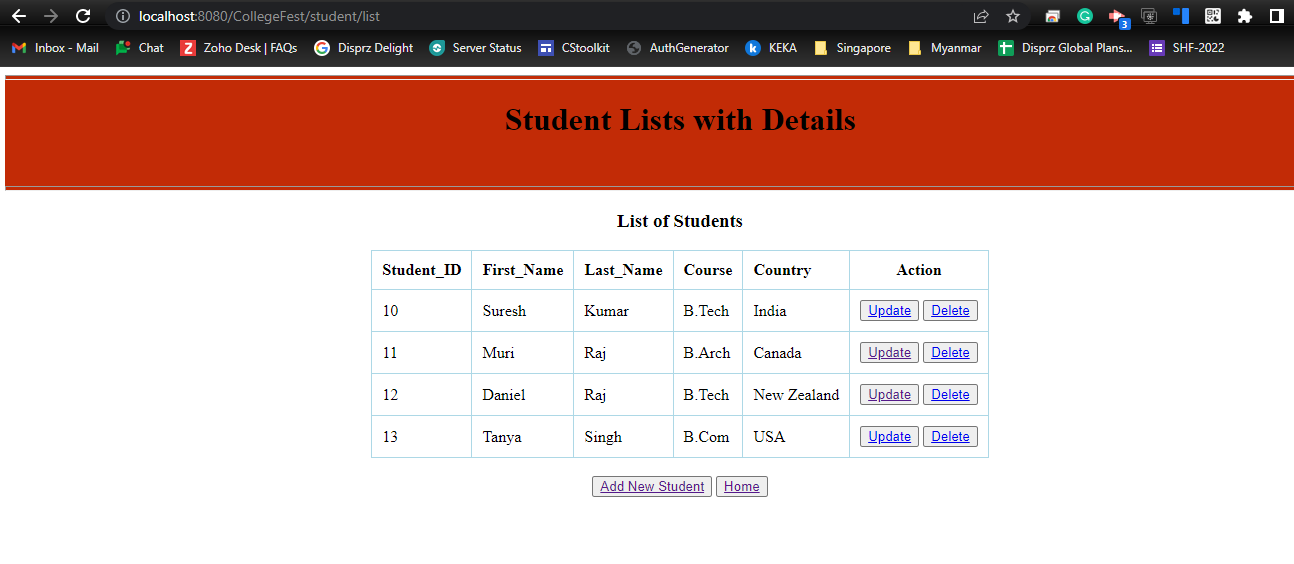 localhost:8080/CollegeFest/student/list
3
Inbox - Mail Chat Zoho Desk | FAQs Disprz Delight Server Status CStoolkit AuthGenerator KEKA Singapore Myanmar Disprz Global Plans... SHF-2022
Student Lists with Details
List of Students
Student_ID First_Name Last_Name Course Country Action
10 Suresh Kumar B.Tech India Update Delete
11 Muri Raj B.Arch Canada Update Delete
12 Daniel Raj B.Tech New Zealand Update Delete
13 Tanya Singh B.Com USA Update Delete
Add New Student Home